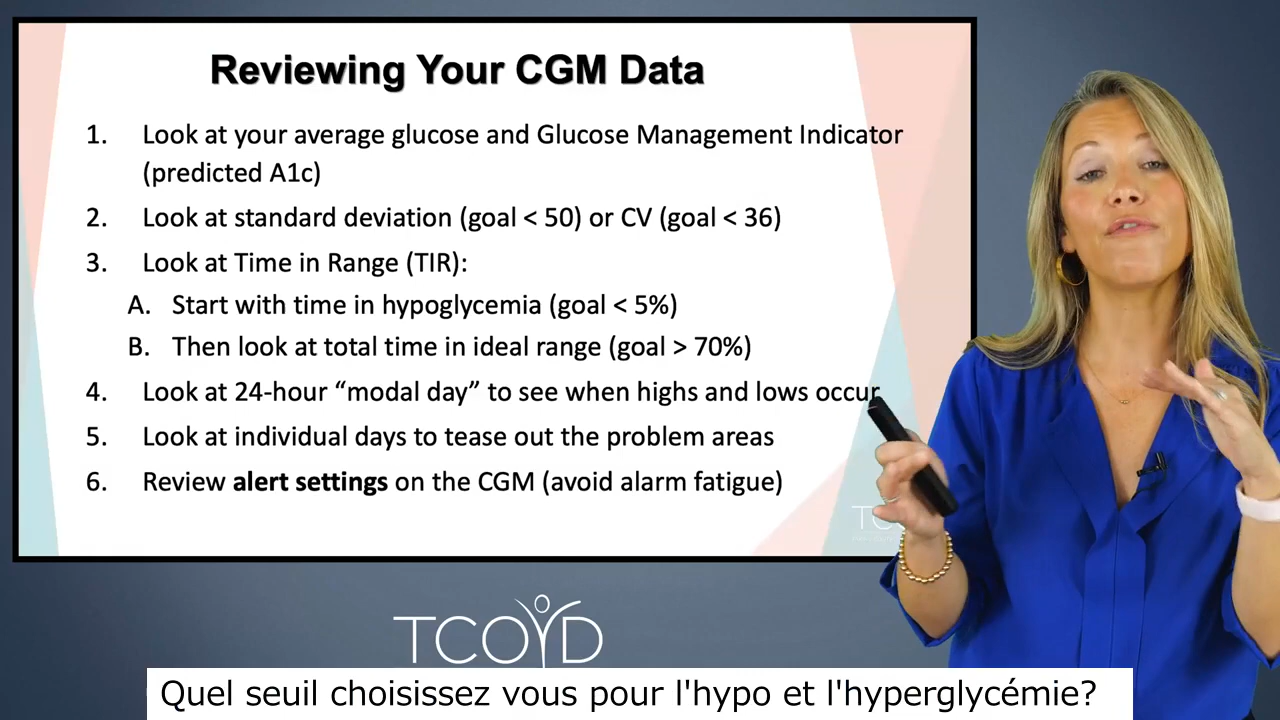 Reviewing Your CGM Data
1. Look at your average glucose and Glucose Management Indicator
(predicted A1c)
2. Look at standard deviation (goal < 50) or CV (goal < 36)
3. Look at Time in Range (TIR):
A. Start with time in hypoglycemia (goal < 5%)
B. Then look at total time in ideal range (goal > 70%)
4. Look at 24-hour “modal day” to see when highs and lows occur
5. Look at individual days to tease out the problem areas
6. Review alert settings on the CGM (avoid alarm fatigue)
TCOYD
Quel seuil choisissez vous pour l'hypo et l'hyperglycémie?